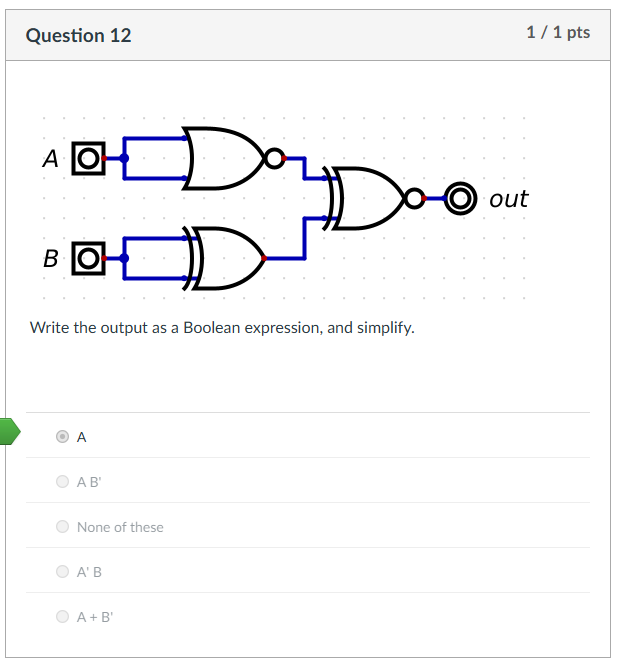 Question 12
1 / 1 pts
A
out
B
Write the output as a Boolean expression, and simplify.
A
A B'
None of these
A' B
A + B'